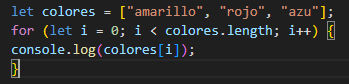 let colores = ["amarillo", "rojo", "azu"];
for (let i = 0; i < colores.length; i++) {
console.log(colores[i]);
}